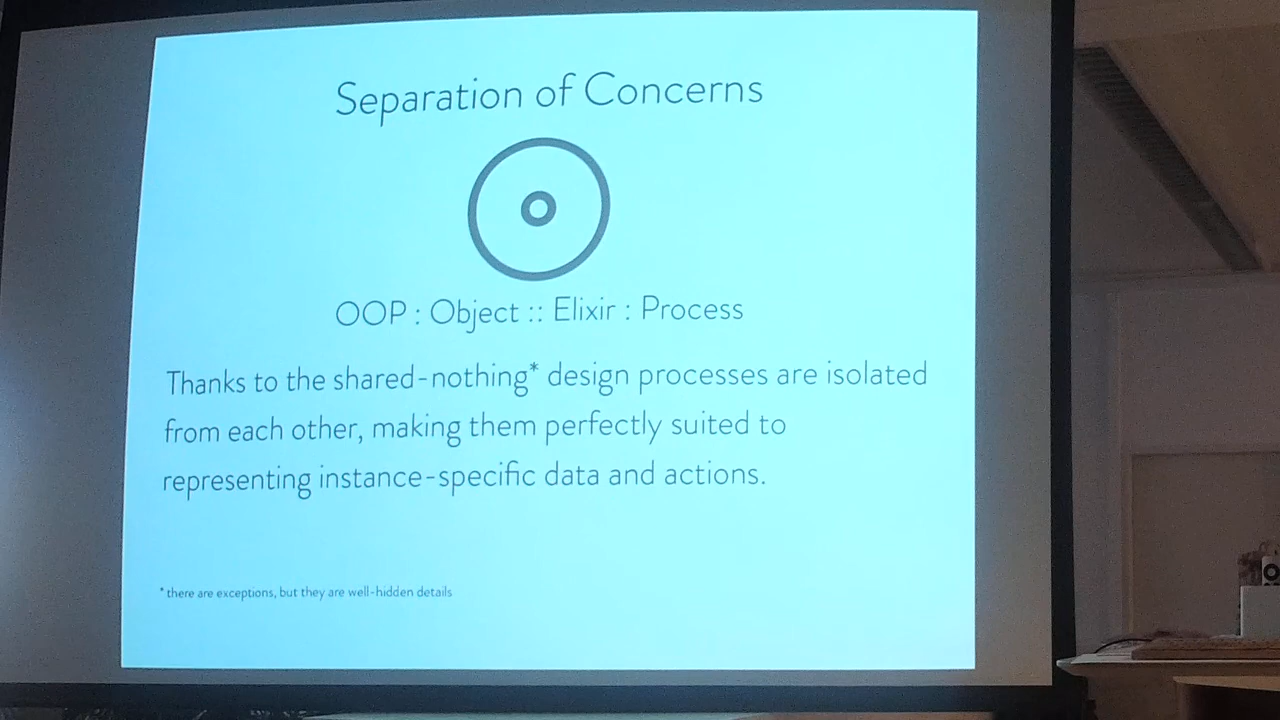 Separation of Concerns
OOP : Object :: Elixir : Process
Thanks to the shared-nothing* design processes are isolated
from each other, making them perfectly suited to
representing instance-specific data and actions.
* there are exceptions, but they are well-hidden details